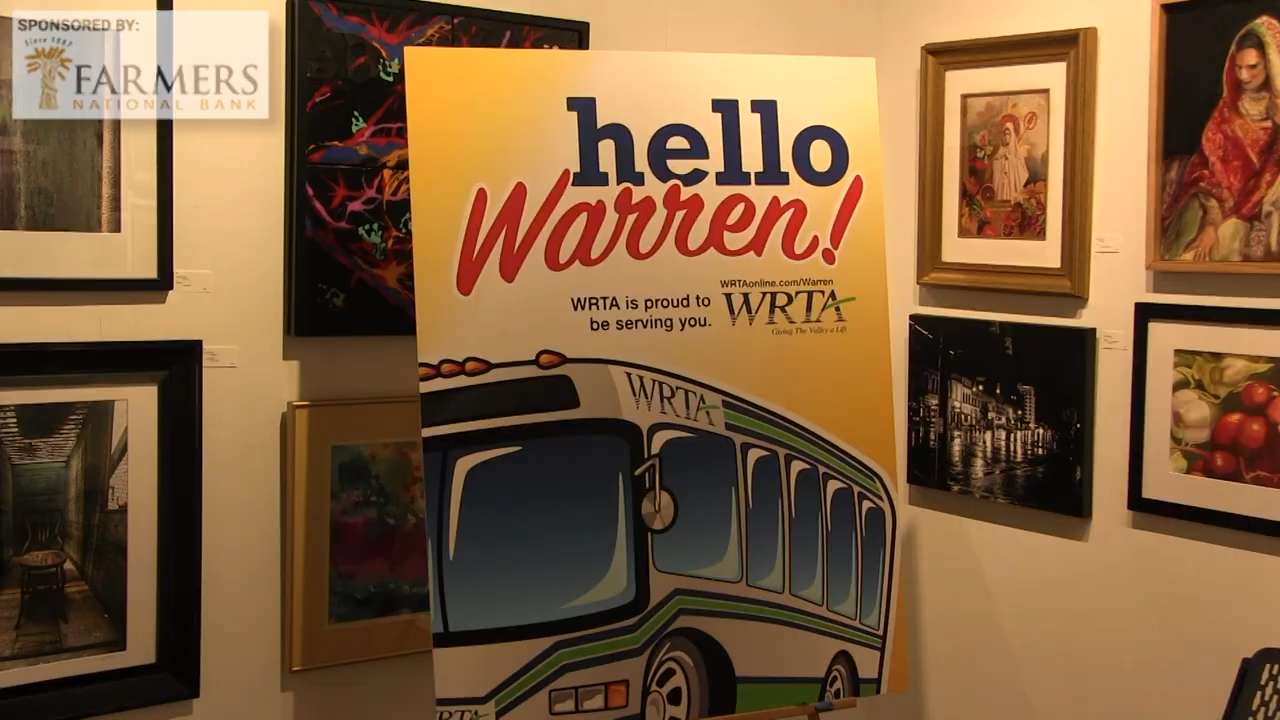 SPONSORED BY:
Since 1887
FARMERS
NATIONAL BANK
hello
Warren!
WRTAonline.com/Warren
WRTA is proud to
be serving you.
WRTA
Giving The Valley a Lift
WRTA
WRTA